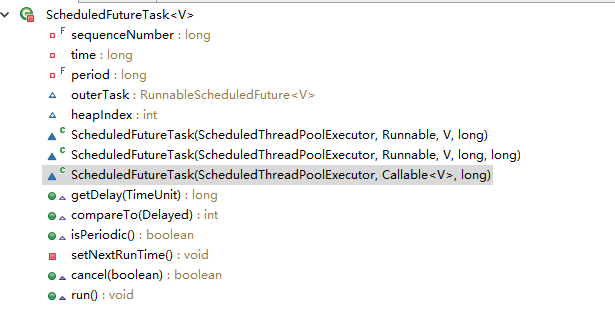 ScheduledFutureTask<V>
F sequenceNumber : long
time : long
F period : long
outerTask : RunnableScheduledFuture<V>
heapIndex : int
C ScheduledFutureTask(ScheduledThreadPoolExecutor, Runnable, V, long)
C ScheduledFutureTask(ScheduledThreadPoolExecutor, Runnable, V, long, long)
C ScheduledFutureTask(ScheduledThreadPoolExecutor, Callable<V>, long)
getDelay(TimeUnit) : long
compareTo(Delayed) : int
isPeriodic() : boolean
setNextRunTime() : void
cancel(boolean) : boolean
run() : void